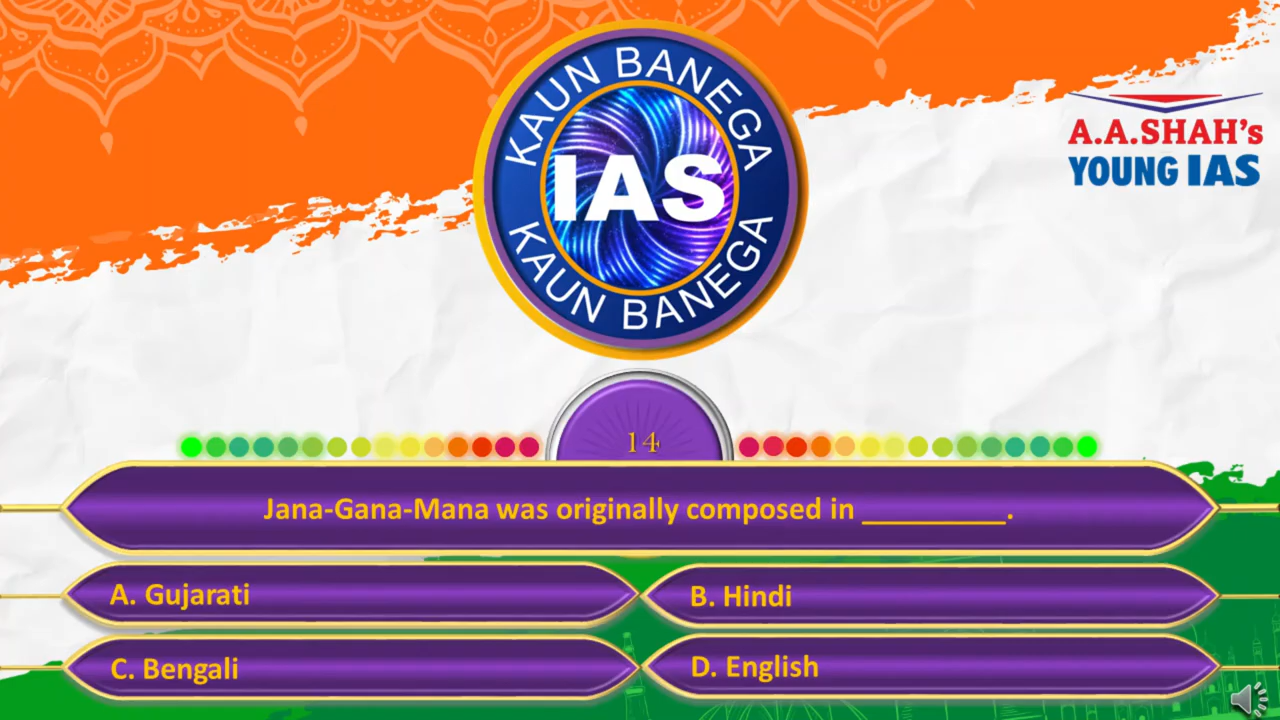 KAUN BANEGA
IAS
KAUN BANEGA
A.A.SHAH's
YOUNG IAS
14
Jana-Gana-Mana was originally composed in _________.
A. Gujarati
B. Hindi
C. Bengali
D. English